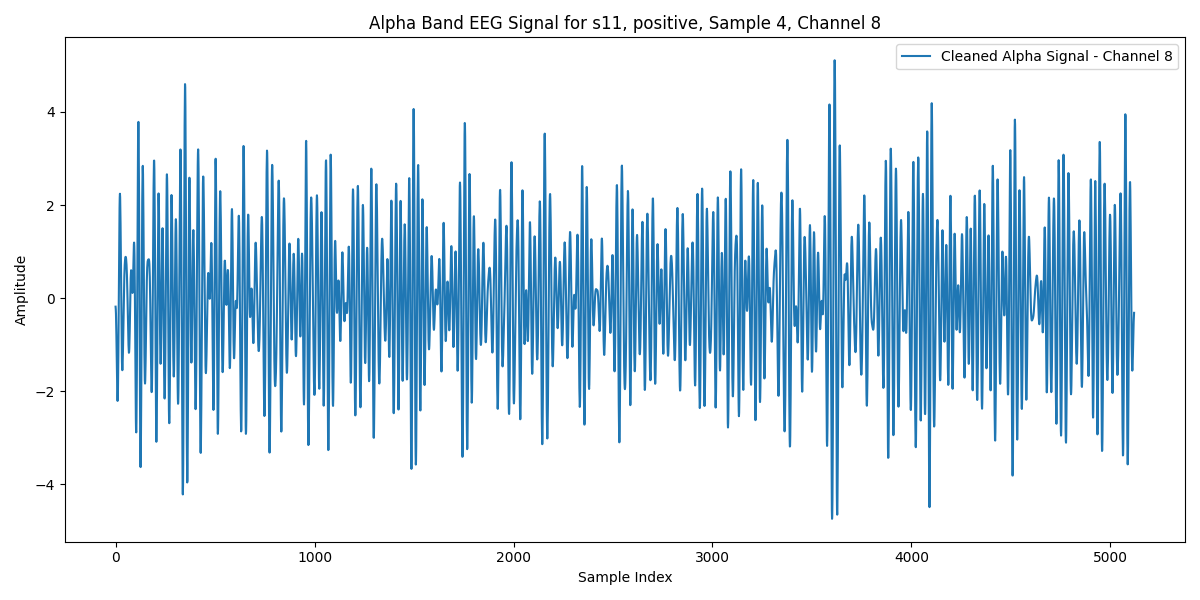 Alpha Band EEG Signal for s11, positive, Sample 4, Channel 8
Cleaned Alpha Signal - Channel 8
Amplitude
4
2
0
−2
−4
0 1000 2000 3000 4000 5000
Sample Index